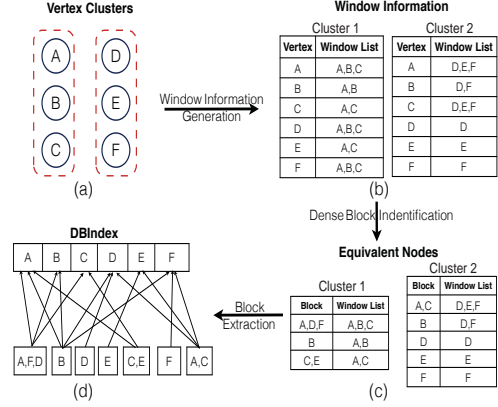 Vertex Clusters
A
D
B
E
C
F
(a)
Window Information
Generation
Window Information
Cluster 1
Vertex Window List
A A,B,C
B A,B
C A,C
D A,B,C
E A,C
F A,B,C
Cluster 2
Vertex Window List
A D,E,F
B D,F
C D,E,F
D D
E E
F F
(b)
Dense Block Indentification
Equivalent Nodes
Cluster 1
Block Window List
A,D,F A,B,C
B A,B
C,E A,C
Cluster 2
Block Window List
A,C D,E,F
B D,F
D D
E E
F F
(c)
Block
Extraction
DBIndex
A B C D E F
A,F,D B D E C,E F A,C
(d)